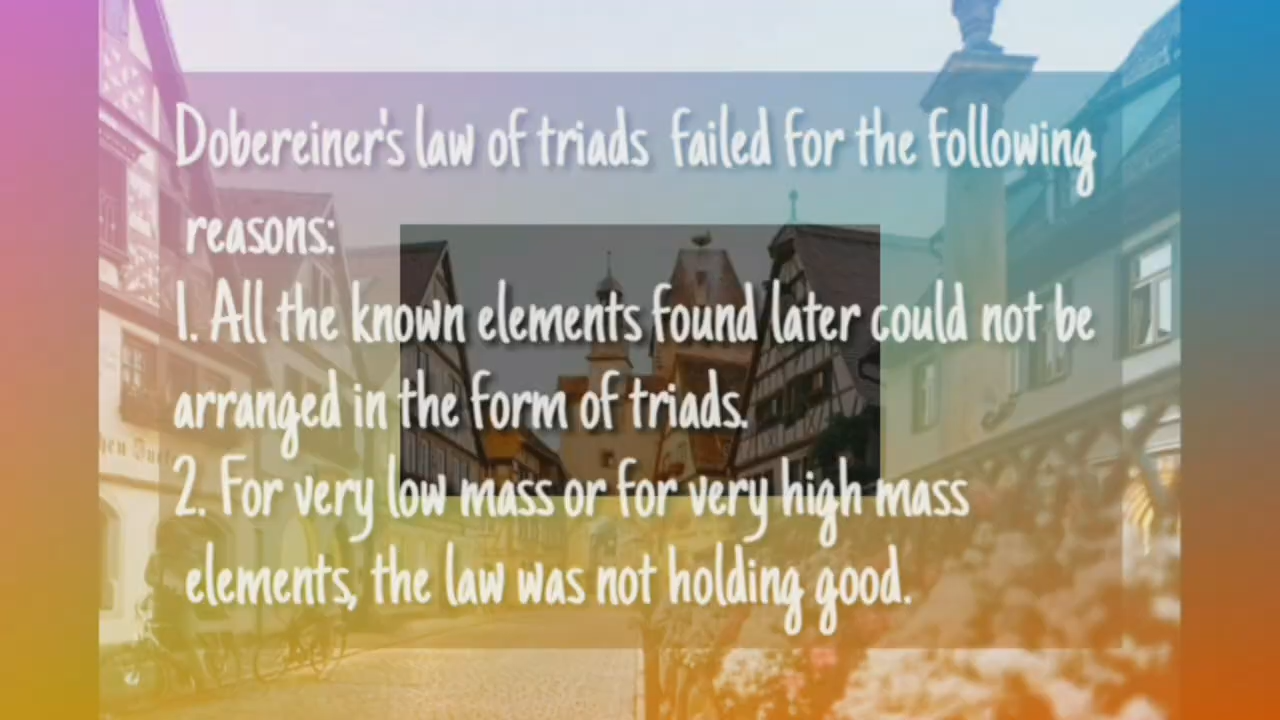 Dobereiner's law of triads failed for the following
reasons:
1. All the known elements found later could not be
arranged in the form of triads.
2. For very low mass or for very high mass
elements, the law was not holding good.